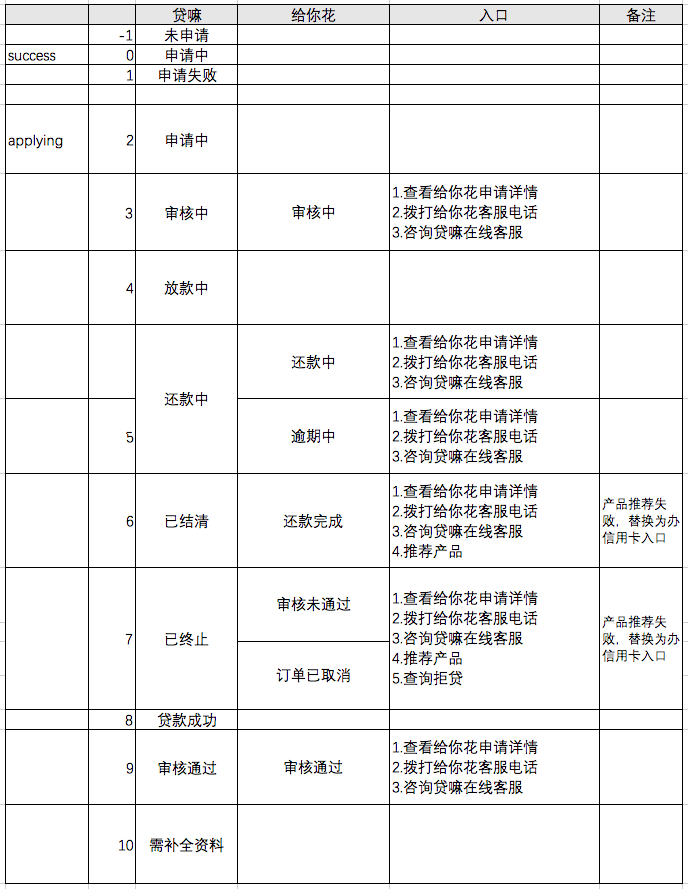 贷嘛 给你花 入口 备注
-1 未申请
success 0 申请中
1 申请失败
applying 2 申请中
3 审核中 审核中
1.查看给你花申请详情
2.拨打给你花客服电话
3.咨询贷嘛在线客服
4 放款中
还款中
1.查看给你花申请详情
2.拨打给你花客服电话
3.咨询贷嘛在线客服
5 还款中
逾期中
1.查看给你花申请详情
2.拨打给你花客服电话
3.咨询贷嘛在线客服
6 已结清 还款完成
1.查看给你花申请详情
2.拨打给你花客服电话
3.咨询贷嘛在线客服
4.推荐产品
产品推荐失
败，替换为办
信用卡入口
7 已终止
审核未通过
订单已取消
1.查看给你花申请详情
2.拨打给你花客服电话
3.咨询贷嘛在线客服
4.推荐产品
5.查询拒贷
产品推荐失
败，替换为办
信用卡入口
8 贷款成功
9 审核通过 审核通过
1.查看给你花申请详情
2.拨打给你花客服电话
3.咨询贷嘛在线客服
10 需补全资料